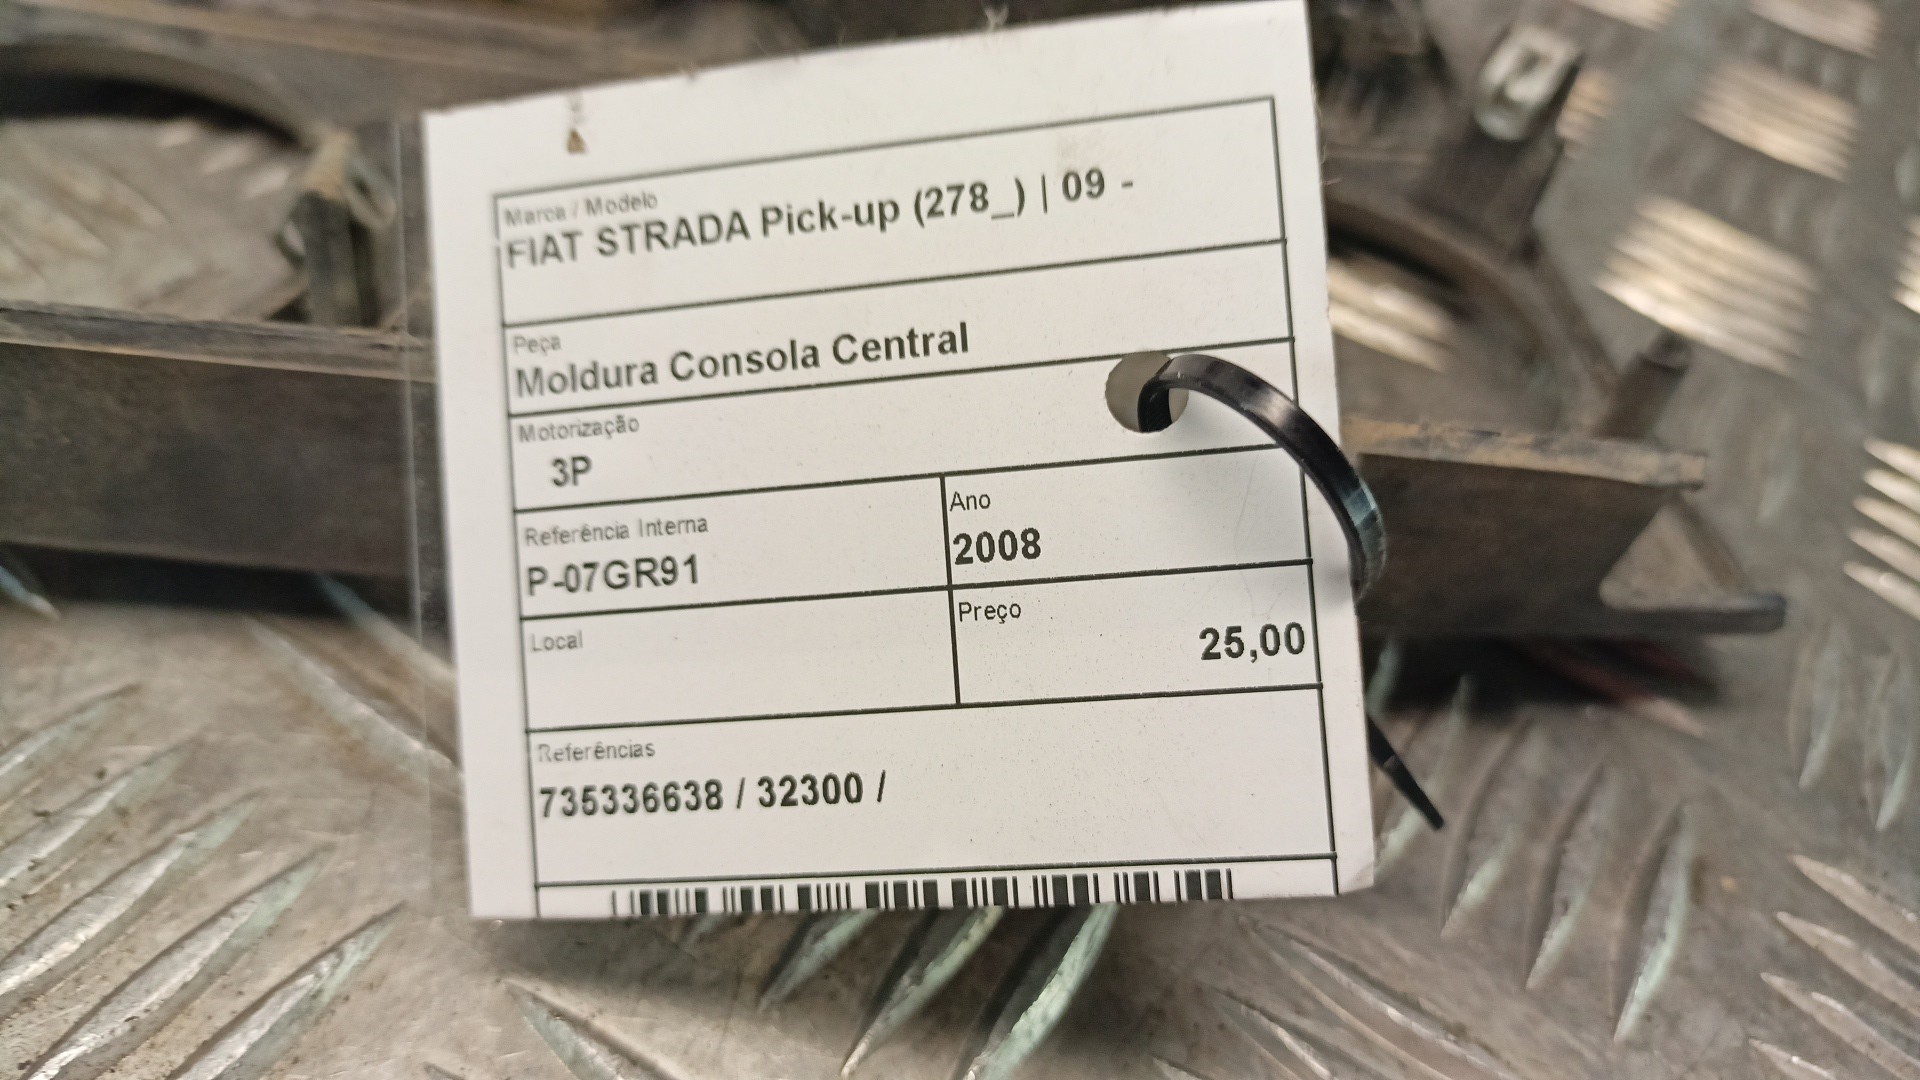 Marca / Modelo
FIAT STRADA Pick-up (278_) | 09 -
Peça
Moldura Consola Central
Motorização
3P
Referência Interna
P-07GR91
Ano
2008
Local
Preço
25,00
Referências
735336638 / 32300 /